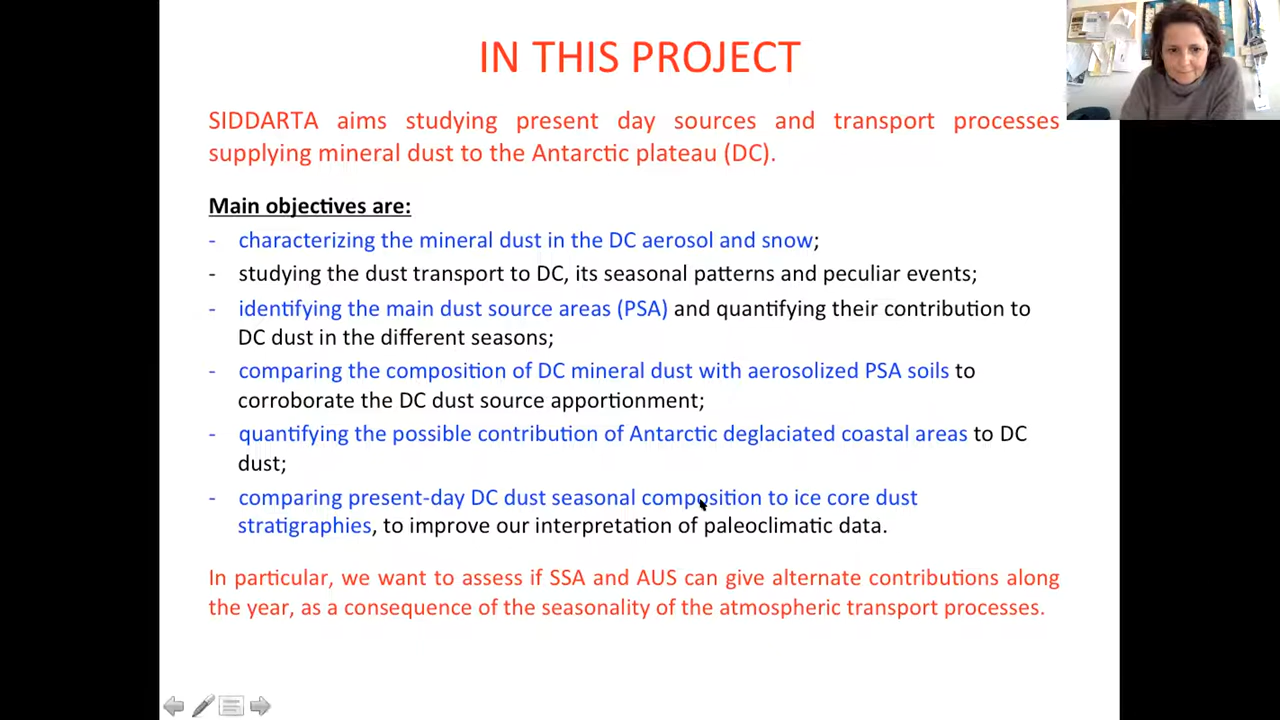 IN THIS PROJECT
SIDDARTA aims studying present day sources and transport processes
supplying mineral dust to the Antarctic plateau (DC).
Main objectives are:
- characterizing the mineral dust in the DC aerosol and snow;
- studying the dust transport to DC, its seasonal patterns and peculiar events;
- identifying the main dust source areas (PSA) and quantifying their contribution to
DC dust in the different seasons;
- comparing the composition of DC mineral dust with aerosolized PSA soils to
corroborate the DC dust source apportionment;
- quantifying the possible contribution of Antarctic deglaciated coastal areas to DC
dust;
- comparing present-day DC dust seasonal composition to ice core dust
stratigraphies, to improve our interpretation of paleoclimatic data.
In particular, we want to assess if SSA and AUS can give alternate contributions along
the year, as a consequence of the seasonality of the atmospheric transport processes.